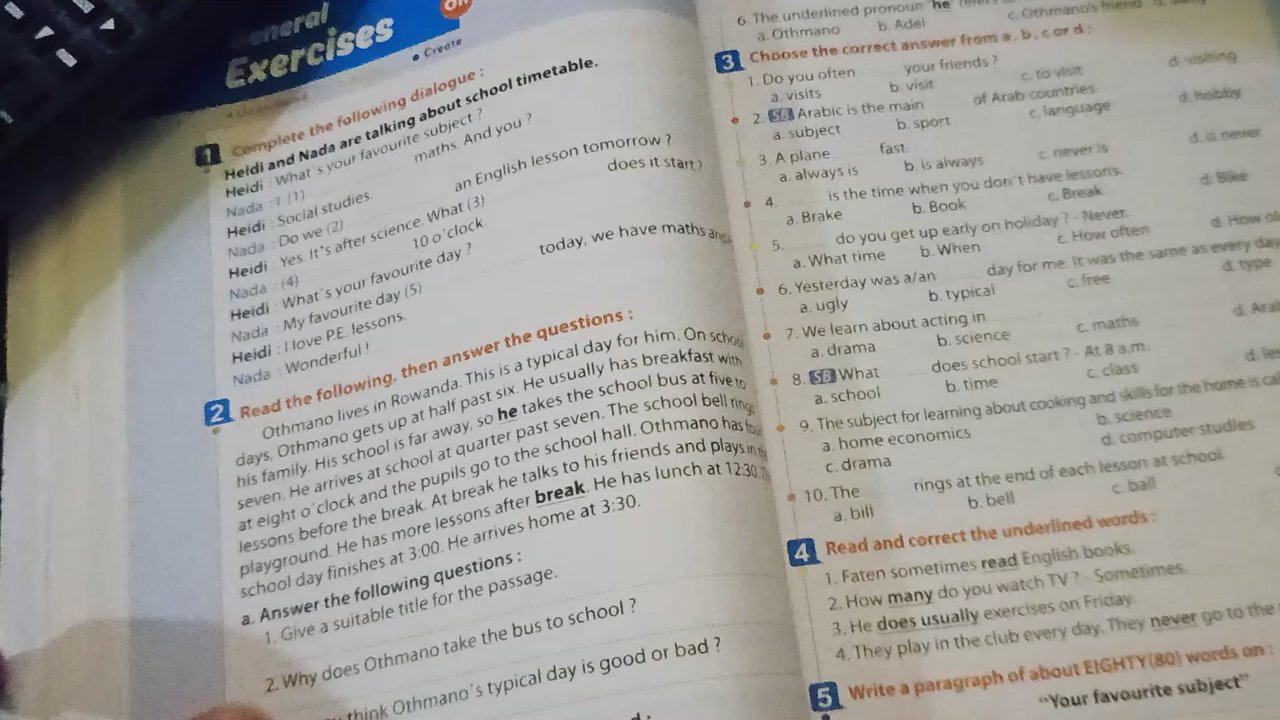 General
Exercises
• Create
1 Complete the following dialogue :
Heidi and Nada are talking about school timetable.
Heidi : What's your favourite subject ?
Nada : I (1) maths. And you ?
Heidi : Social studies.
Nada : Do we (2) an English lesson tomorrow ?
Heidi : Yes. It's after science. What (3) does it start ?
Nada : (4) 10 o'clock.
Heidi : What's your favourite day ?
Nada : My favourite day (5) today, we have maths and
Heidi : I love P.E. lessons.
Nada : Wonderful !
2 Read the following, then answer the questions :
Othmano lives in Rowanda. This is a typical day for him. On school
days, Othmano gets up at half past six. He usually has breakfast with
his family. His school is far away, so he takes the school bus at five to
seven. He arrives at school at quarter past seven. The school bell rings
at eight o'clock and the pupils go to the school hall. Othmano has four
lessons before the break. At break he talks to his friends and plays in the
playground. He has more lessons after break. He has lunch at 12:30.
school day finishes at 3:00. He arrives home at 3:30.
a. Answer the following questions :
1. Give a suitable title for the passage.
2. Why does Othmano take the bus to school ?
think Othmano's typical day is good or bad ?
6. The underlined pronoun "he"
a. Othmano b. Adel c. Othmano's friend
3 Choose the correct answer from a, b, c or d :
1. Do you often your friends ?
a. visits b. visit c. to visit d. visiting
2. SB Arabic is the main of Arab countries
a. subject b. sport c. language d. hobby
3. A plane fast.
a. always is b. is always c. never is d. is never
4. is the time when you don't have lessons.
a. Brake b. Book c. Break d. Bike
5. do you get up early on holiday ? - Never.
a. What time b. When c. How often d. How
6. Yesterday was a/an day for me. It was the same as every day
a. ugly b. typical c. free d. type
7. We learn about acting in
a. drama b. science c. maths d.
8. SB What does school start ? - At 8 a.m.
a. school b. time c. class d.
9. The subject for learning about cooking and skills for the home is
a. home economics b. science
c. drama d. computer studies
10. The rings at the end of each lesson at school.
a. bill b. bell c. ball
4 Read and correct the underlined words :
1. Faten sometimes read English books.
2. How many do you watch TV ? - Sometimes.
3. He does usually exercises on Friday.
4. They play in the club every day. They never go to the
5 Write a paragraph of about EIGHTY(80) words on :
"Your favourite subject"